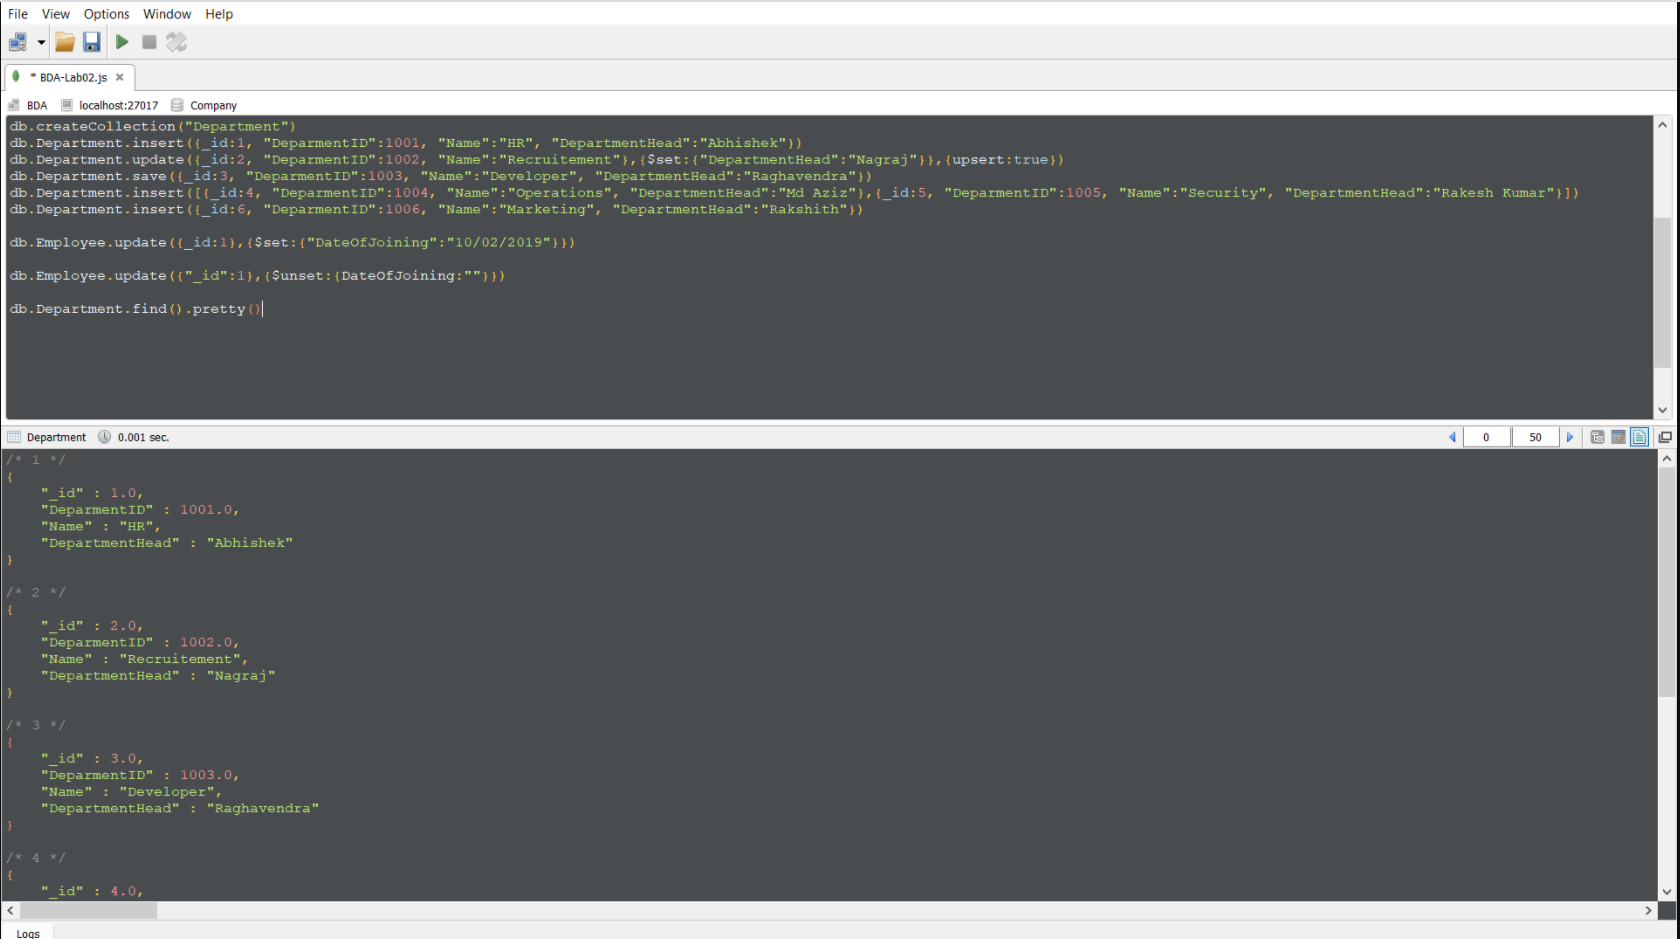 File View Options Window Help
* BDA-Lab02.js
BDA localhost:27017 Company
db.createCollection("Department")
db.Department.insert({_id:1, "DeparmentID":1001, "Name":"HR", "DepartmentHead":"Abhishek"})
db.Department.update({_id:2, "DeparmentID":1002, "Name":"Recruitement"},{$set:{"DepartmentHead":"Nagraj"}},{upsert:true})
db.Department.save({_id:3, "DeparmentID":1003, "Name":"Developer", "DepartmentHead":"Raghavendra"})
db.Department.insert([{_id:4, "DeparmentID":1004, "Name":"Operations", "DepartmentHead":"Md Aziz"},{_id:5, "DeparmentID":1005, "Name":"Security", "DepartmentHead":"Rakesh Kumar"}])
db.Department.insert({_id:6, "DeparmentID":1006, "Name":"Marketing", "DepartmentHead":"Rakshith"})
db.Employee.update({_id:1},{$set:{"DateOfJoining":"10/02/2019"}})
db.Employee.update({"_id":1},{$unset:{DateOfJoining:""}})
db.Department.find().pretty()
Department 0.001 sec. 0 50
/* 1 */
{
"_id" : 1.0,
"DeparmentID" : 1001.0,
"Name" : "HR",
"DepartmentHead" : "Abhishek"
}
/* 2 */
{
"_id" : 2.0,
"DeparmentID" : 1002.0,
"Name" : "Recruitement",
"DepartmentHead" : "Nagraj"
}
/* 3 */
{
"_id" : 3.0,
"DeparmentID" : 1003.0,
"Name" : "Developer",
"DepartmentHead" : "Raghavendra"
}
/* 4 */
{
"_id" : 4.0,
Logs